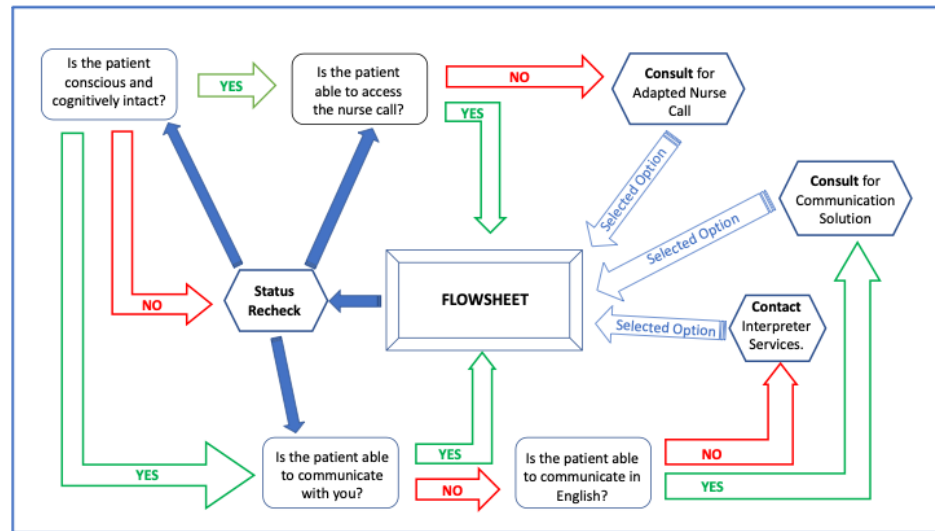 Is the patient
conscious and
cognitively intact?
YES
Is the patient
able to access
the nurse call?
NO
YES
Consult for
Adapted Nurse
Call
Selected Option
Consult for
Communication
Solution
Selected Option
Status
Recheck
NO
FLOWSHEET
Contact
Interpreter
Services.
Selected Option
YES
Is the patient able
to communicate
with you?
YES
NO
Is the patient able
to communicate in
English?
NO
YES